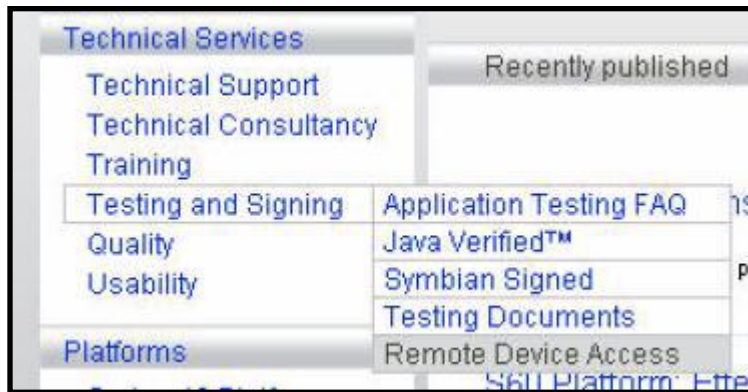 Technical Services
Technical Support
Technical Consultancy
Training
Testing and Signing
Quality
Usability
Platforms
Recently published
Application Testing FAQ
Java Verified™
Symbian Signed
Testing Documents
Remote Device Access
S60 Platform: